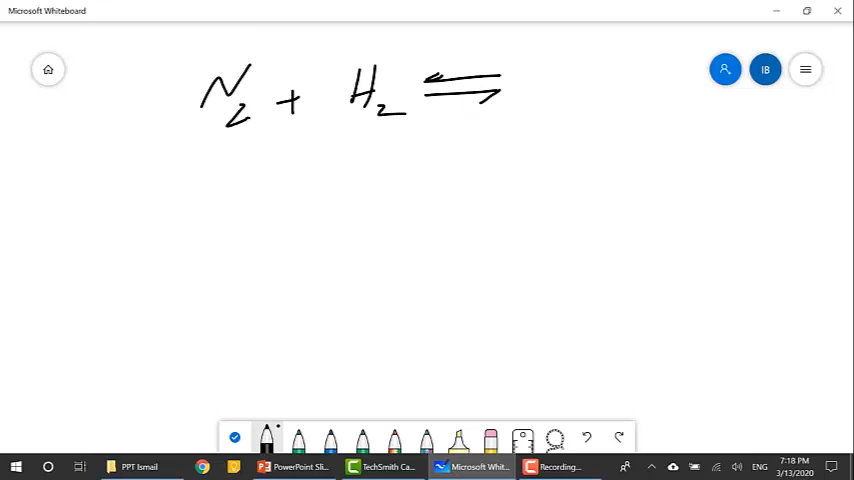 Microsoft Whiteboard
IB
N₂ + H₂ ⇌
PPT Ismail
PowerPoint Sli...
TechSmith Ca...
Microsoft Whit...
Recording...
ENG
7:18 PM
3/13/2020